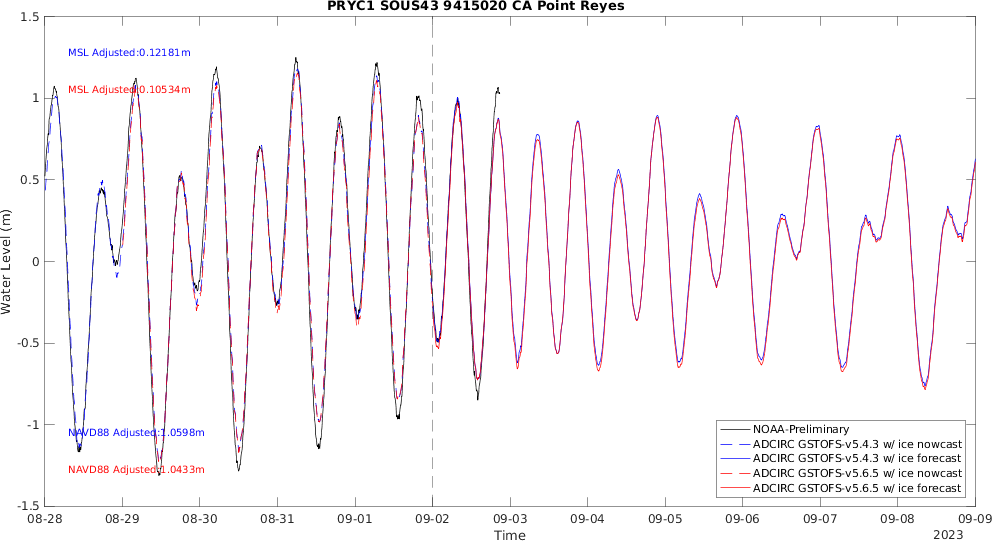 PRYC1 SOUS43 9415020 CA Point Reyes
1.5
1
0.5
0
-0.5
-1
-1.5
Water Level (m)
MSL Adjusted:0.12181m
MSL Adjusted:0.10534m
NAVD88 Adjusted:1.0598m
NAVD88 Adjusted:1.0433m
NOAA-Preliminary
ADCIRC GSTOFS-v5.4.3 w/ ice nowcast
ADCIRC GSTOFS-v5.4.3 w/ ice forecast
ADCIRC GSTOFS-v5.6.5 w/ ice nowcast
ADCIRC GSTOFS-v5.6.5 w/ ice forecast
08-28 08-29 08-30 08-31 09-01 09-02 09-03 09-04 09-05 09-06 09-07 09-08 09-09
Time
2023